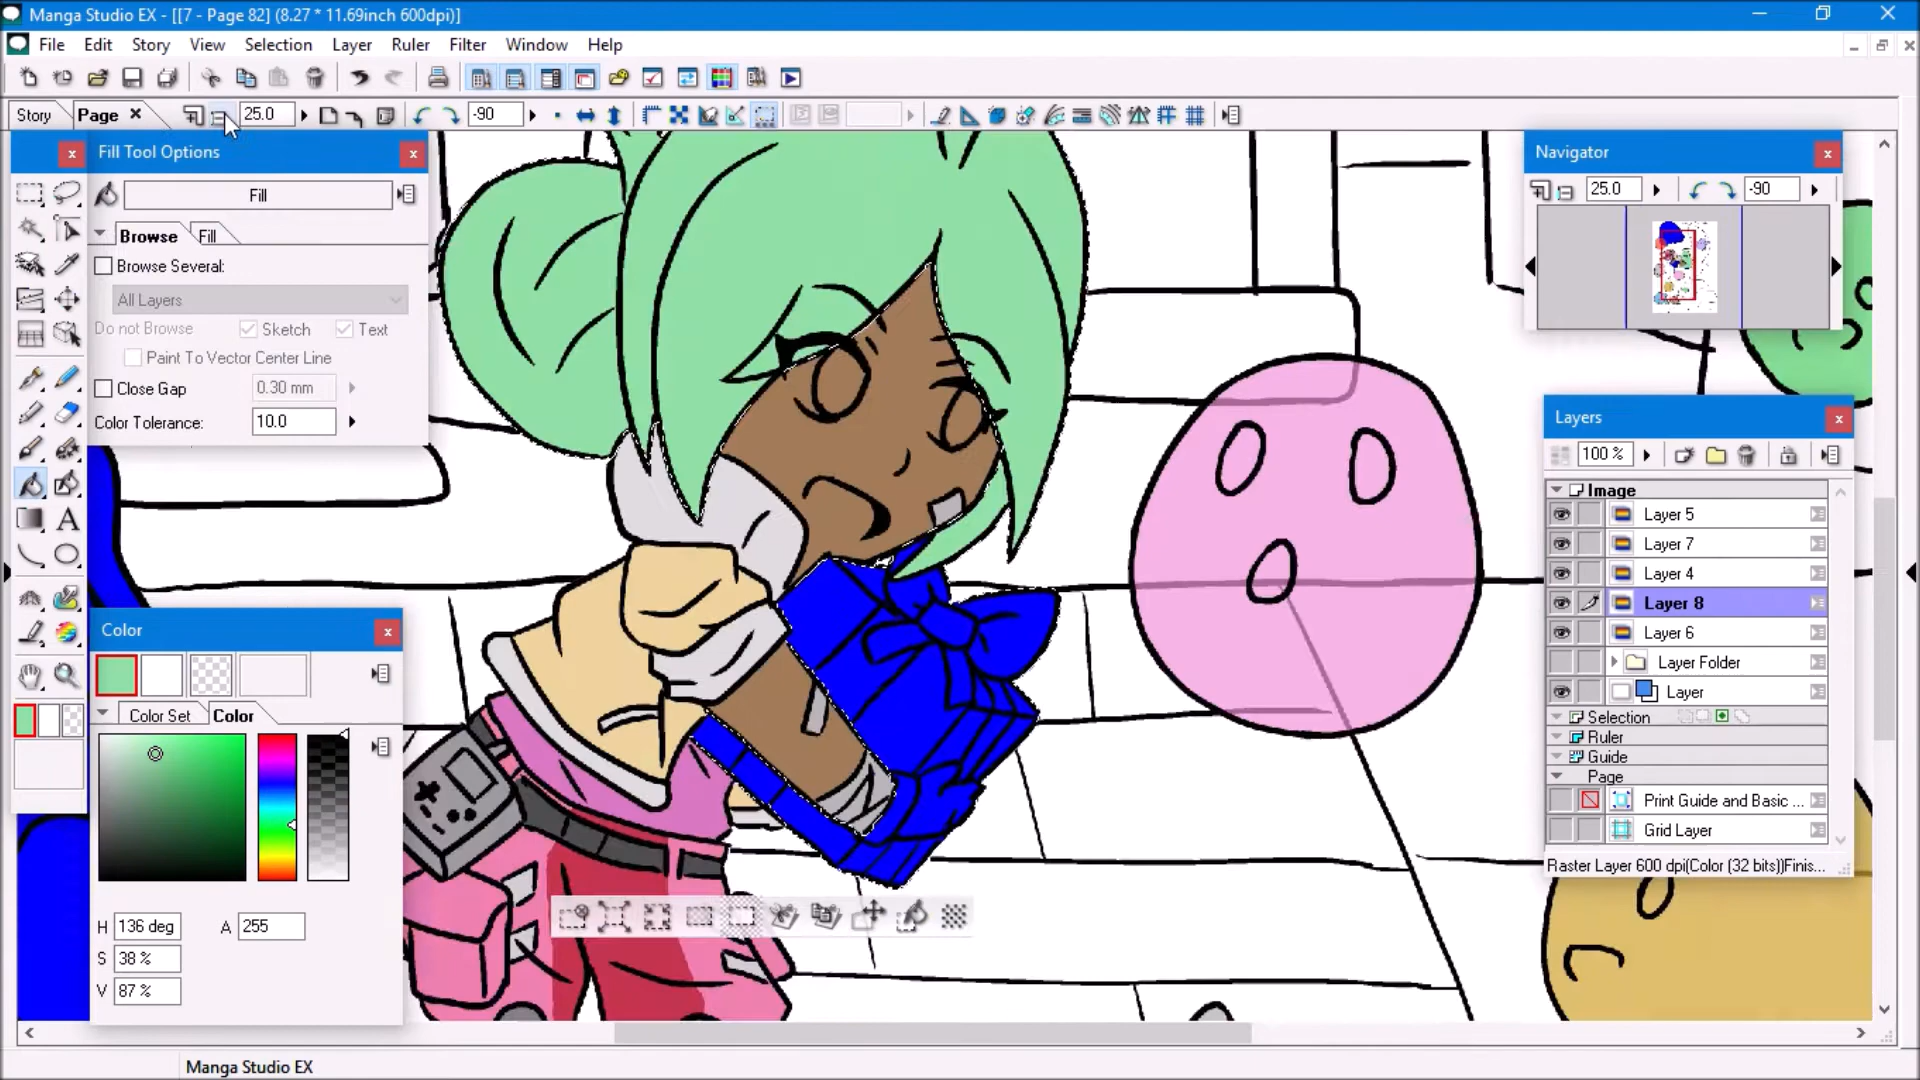 Manga Studio EX - [[7 - Page 82] (8.27 * 11.69inch 600dpi)]
File Edit Story View Selection Layer Ruler Filter Window Help
Story Page 25.0 -90
Fill Tool Options
Fill
Browse Fill
Browse Several:
All Layers
Do not Browse Sketch Text
Paint To Vector Center Line
Close Gap 0.30 mm
Color Tolerance: 10.0
Color
Color Set Color
H 136 deg A 255
S 38 %
V 87 %
Navigator
25.0 -90
Layers
100 %
Image
Layer 5
Layer 7
Layer 4
Layer 8
Layer 6
Layer Folder
Layer
Selection
Ruler
Guide
Page
Print Guide and Basic ...
Grid Layer
Raster Layer 600 dpi(Color (32 bits))Finis...
Manga Studio EX